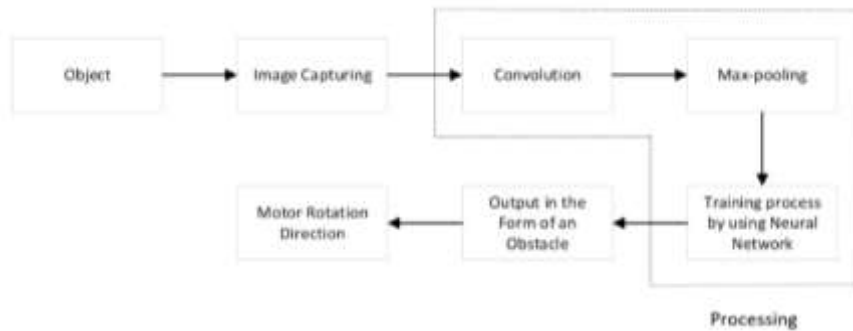 Object
Image Capturing
Convolution
Max-pooling
Motor Rotation
Direction
Output in the
Form of an
Obstacle
Training process
by using Neural
Network
Processing